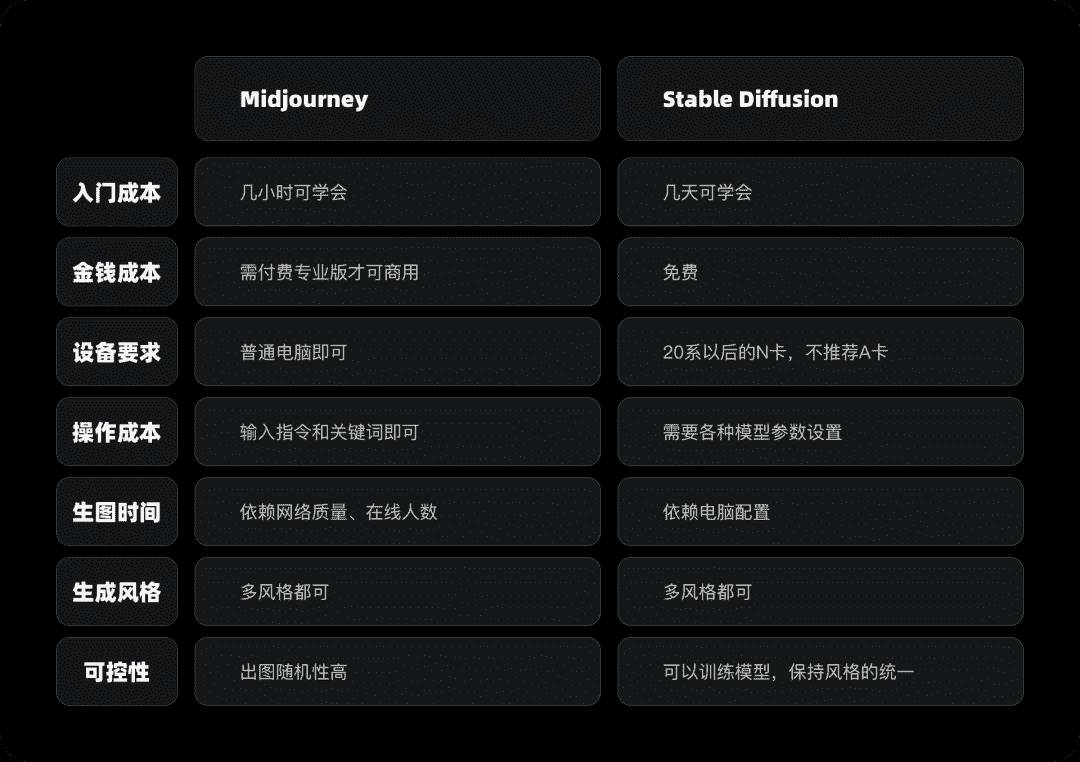 Midjourney
Stable Diffusion
入门成本
几小时可学会
几天可学会
金钱成本
需付费专业版才可商用
免费
设备要求
普通电脑即可
20系以后的N卡，不推荐A卡
操作成本
输入指令和关键词即可
需要各种模型参数设置
生图时间
依赖网络质量、在线人数
依赖电脑配置
生成风格
多风格都可
多风格都可
可控性
出图随机性高
可以训练模型，保持风格的统一